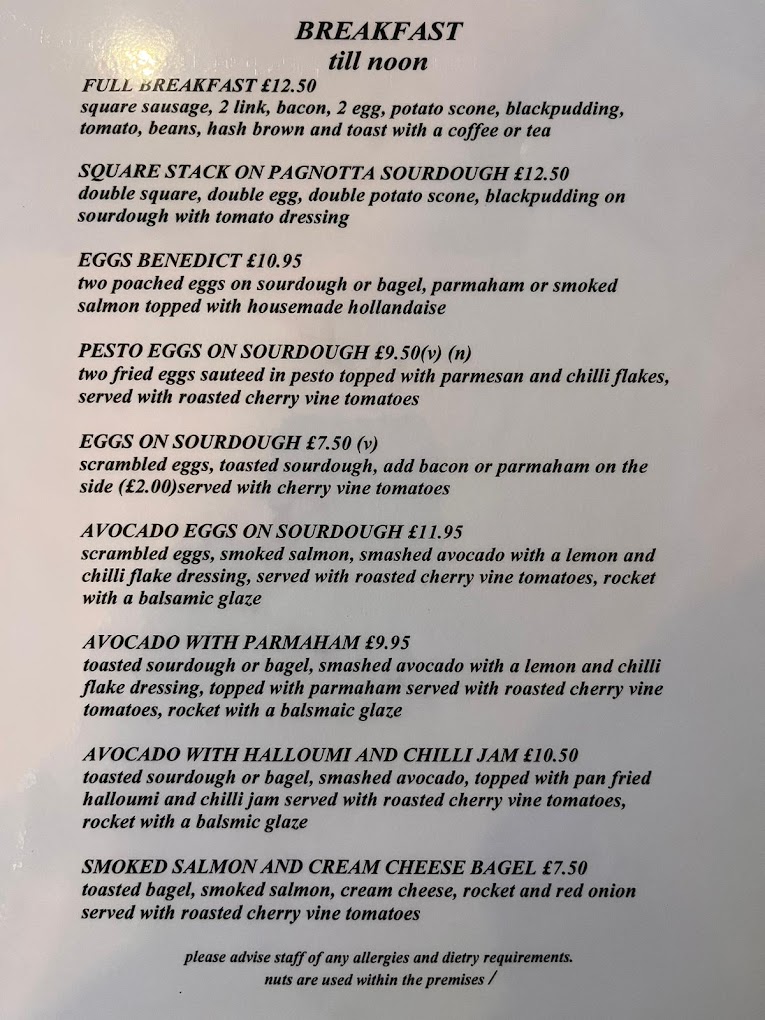 BREAKFAST
till noon
FULL BREAKFAST £12.50
square sausage, 2 link, bacon, 2 egg, potato scone, blackpudding,
tomato, beans, hash brown and toast with a coffee or tea
SQUARE STACK ON PAGNOTTA SOURDOUGH £12.50
double square, double egg, double potato scone, blackpudding on
sourdough with tomato dressing
EGGS BENEDICT £10.95
two poached eggs on sourdough or bagel, parmaham or smoked
salmon topped with housemade hollandaise
PESTO EGGS ON SOURDOUGH £9.50(v) (n)
two fried eggs sauteed in pesto topped with parmesan and chilli flakes,
served with roasted cherry vine tomatoes
EGGS ON SOURDOUGH £7.50 (v)
scrambled eggs, toasted sourdough, add bacon or parmaham on the
side (£2.00)served with cherry vine tomatoes
AVOCADO EGGS ON SOURDOUGH £11.95
scrambled eggs, smoked salmon, smashed avocado with a lemon and
chilli flake dressing, served with roasted cherry vine tomatoes, rocket
with a balsamic glaze
AVOCADO WITH PARMAHAM £9.95
toasted sourdough or bagel, smashed avocado with a lemon and chilli
flake dressing, topped with parmaham served with roasted cherry vine
tomatoes, rocket with a balsmaic glaze
AVOCADO WITH HALLOUMI AND CHILLI JAM £10.50
toasted sourdough or bagel, smashed avocado, topped with pan fried
halloumi and chilli jam served with roasted cherry vine tomatoes,
rocket with a balsmic glaze
SMOKED SALMON AND CREAM CHEESE BAGEL £7.50
toasted bagel, smoked salmon, cream cheese, rocket and red onion
served with roasted cherry vine tomatoes
please advise staff of any allergies and dietry requirements.
nuts are used within the premises /